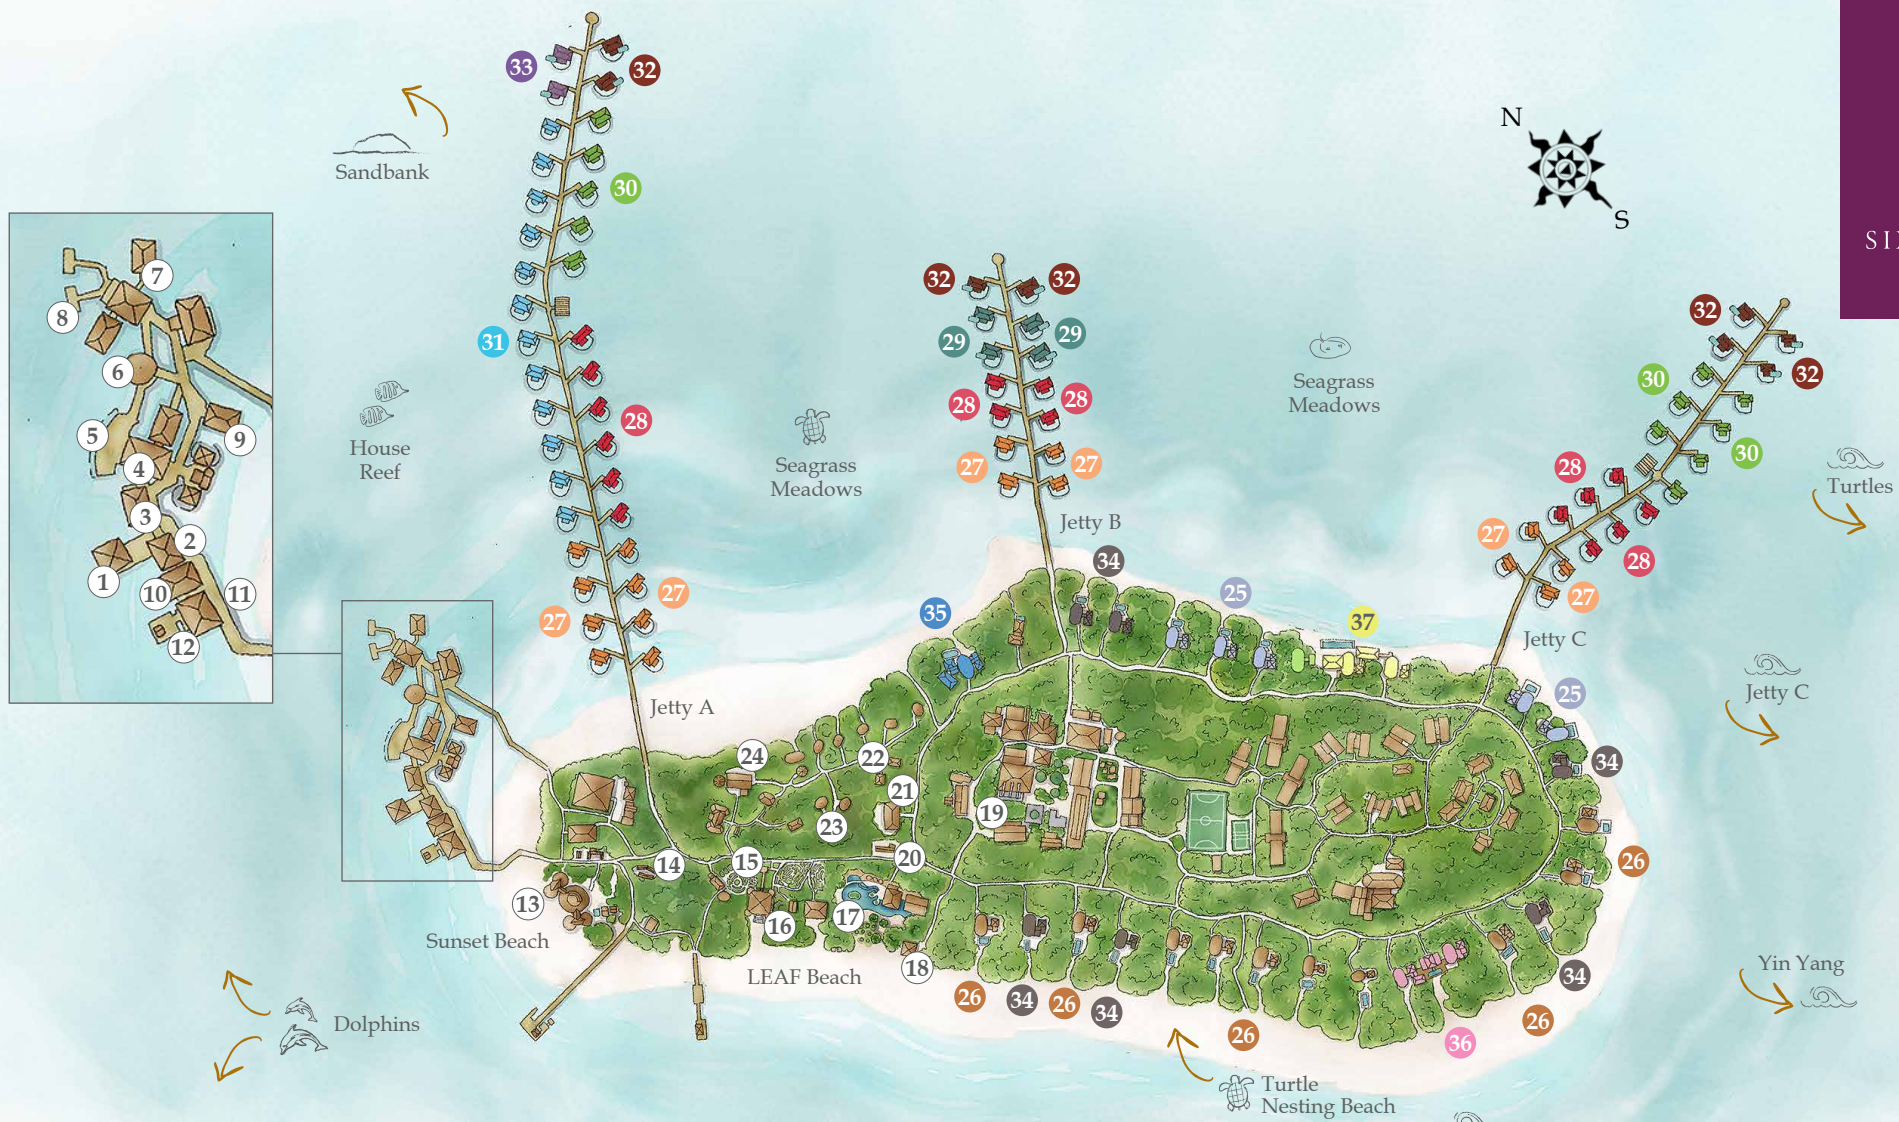 33
32
Sandbank
30
N
S
SI
7
8
6
5
9
4
3
2
1
10
11
12
31
28
House
Reef
27
27
Jetty A
Seagrass
Meadows
32
32
29
29
28
28
27
27
Jetty B
Seagrass
Meadows
32
32
30
30
28
28
27
27
Jetty C
Turtles
Jetty C
Yin Yang
34
25
35
37
25
34
24
22
21
23
19
20
14
15
13
16
17
18
Sunset Beach
LEAF Beach
26
34
26
34
26
36
26
34
26
Dolphins
Turtle
Nesting Beach